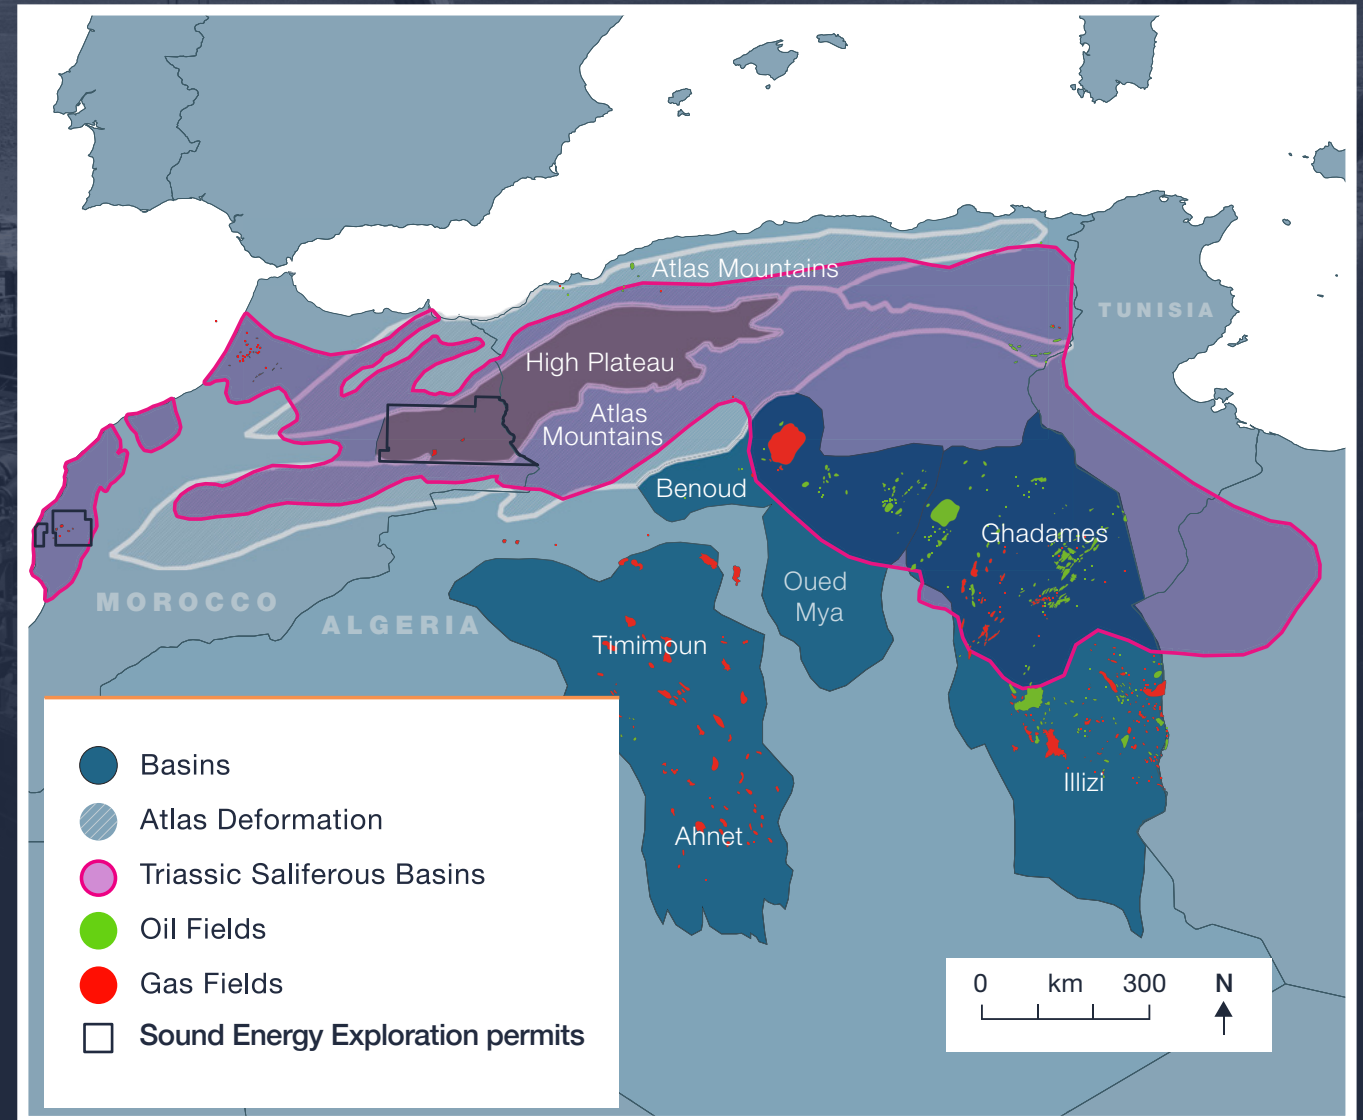 Atlas Mountains
TUNISIA
High Plateau
Atlas
Mountains
Benoud
Ghadames
Oued
Mya
MOROCCO
ALGERIA
Timimoun
Illizi
Ahnet
Basins
Atlas Deformation
Triassic Saliferous Basins
Oil Fields
Gas Fields
Sound Energy Exploration permits
0 km 300 N